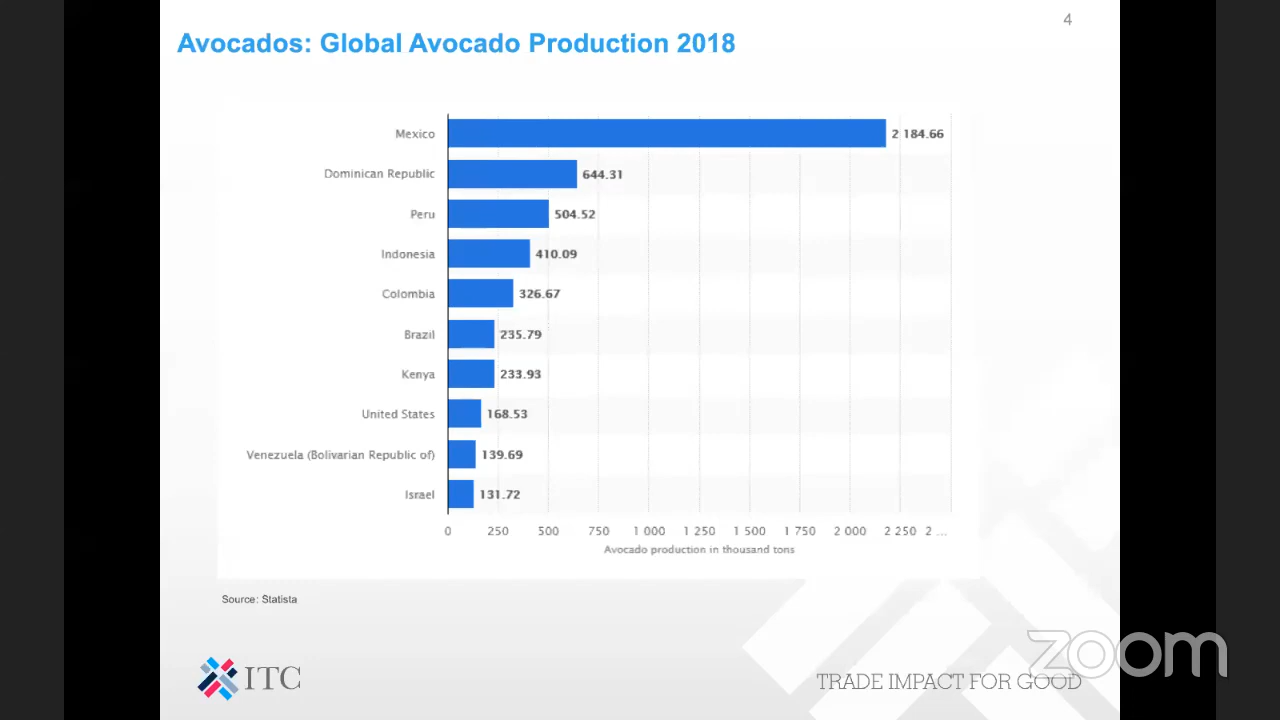 4
Avocados: Global Avocado Production 2018
Mexico 2 184.66
Dominican Republic 644.31
Peru 504.52
Indonesia 410.09
Colombia 326.67
Brazil 235.79
Kenya 233.93
United States 168.53
Venezuela (Bolivarian Republic of) 139.69
Israel 131.72
0 250 500 750 1 000 1 250 1 500 1 750 2 000 2 250 2 ...
Avocado production in thousand tons
Source: Statista
ITC
TRADE IMPACT FOR GOOD
zoom